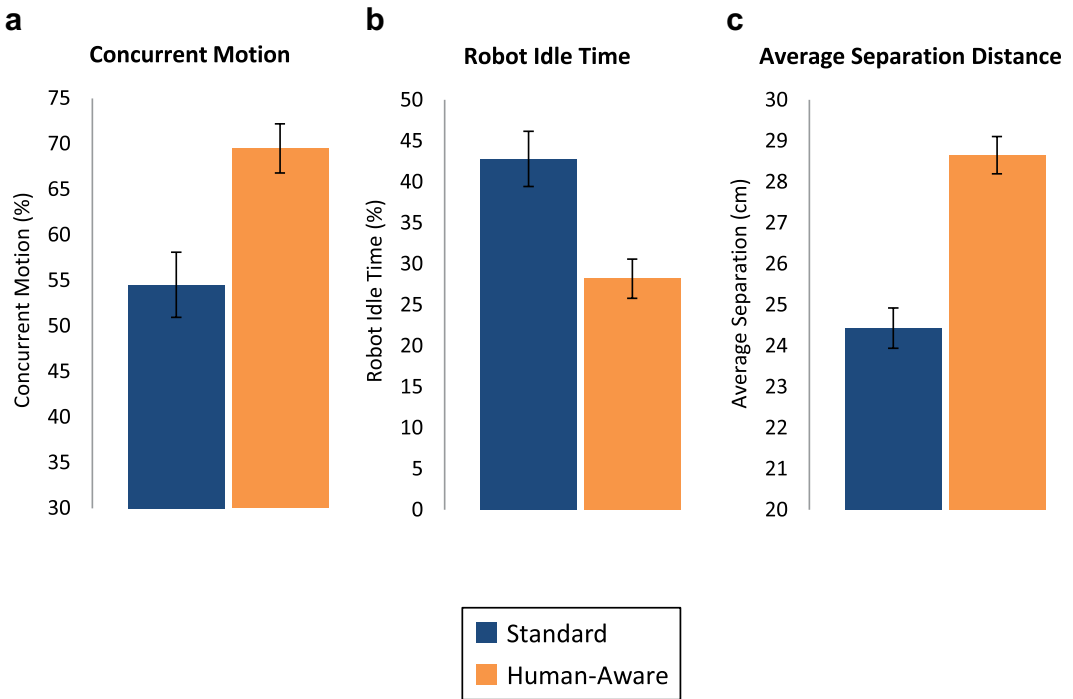 a
Concurrent Motion
Concurrent Motion (%)
75
70
65
60
55
50
45
40
35
30
b
Robot Idle Time
Robot Idle Time (%)
50
45
40
35
30
25
20
15
10
5
0
c
Average Separation Distance
Average Separation (cm)
30
29
28
27
26
25
24
23
22
21
20
Standard
Human-Aware